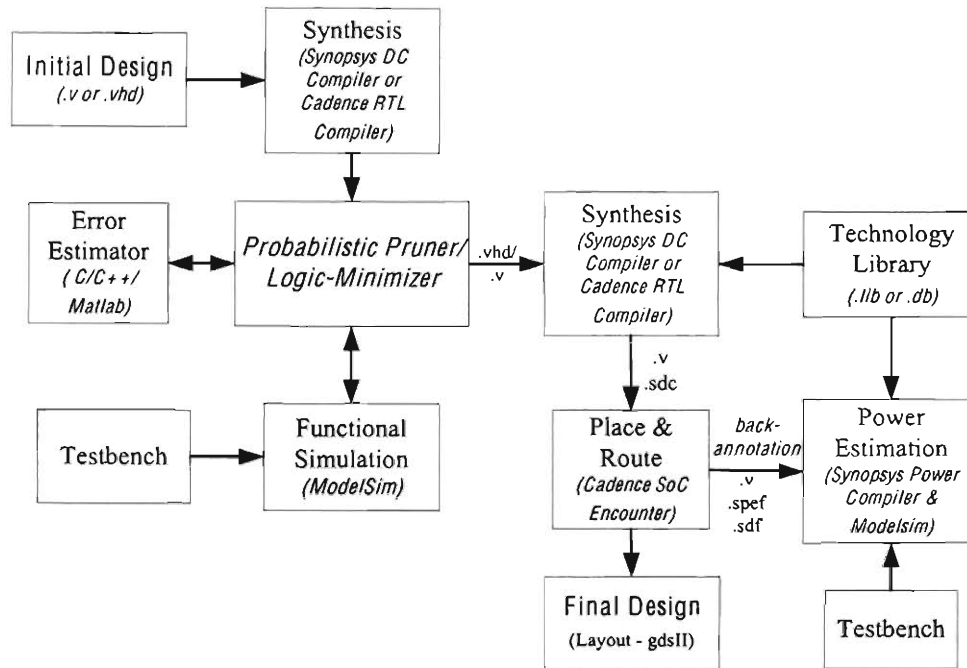 Initial Design
(.v or .vhd)
Synthesis
(Synopsys DC
Compiler or
Cadence RTL
Compiler)
Error
Estimator
( C/C++/
Matlab)
Probabilistic Pruner/
Logic-Minimizer
.vhd/
.v
Synthesis
(Synopsys DC
Compiler or
Cadence RTL
Compiler)
Technology
Library
(.lib or .db)
.v
.sdc
Testbench
Functional
Simulation
(ModelSim)
Place &
Route
(Cadence SoC
Encounter)
back-
annotation
.v
.spef
.sdf
Power
Estimation
(Synopsys Power
Compiler &
Modelsim)
Final Design
(Layout - gdsII)
Testbench